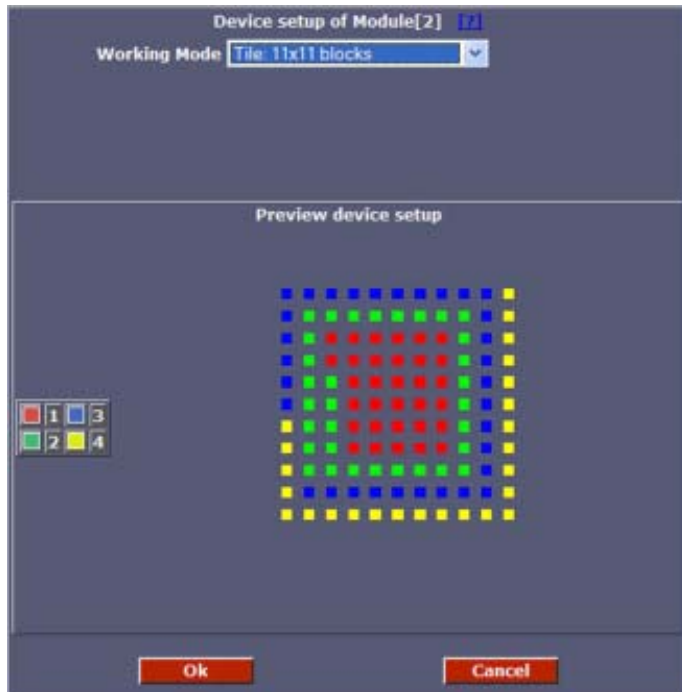 Device setup of Module[2] [?]
Working Mode Tile: 11x11 blocks
Preview device setup
1 3
2 4
Ok Cancel